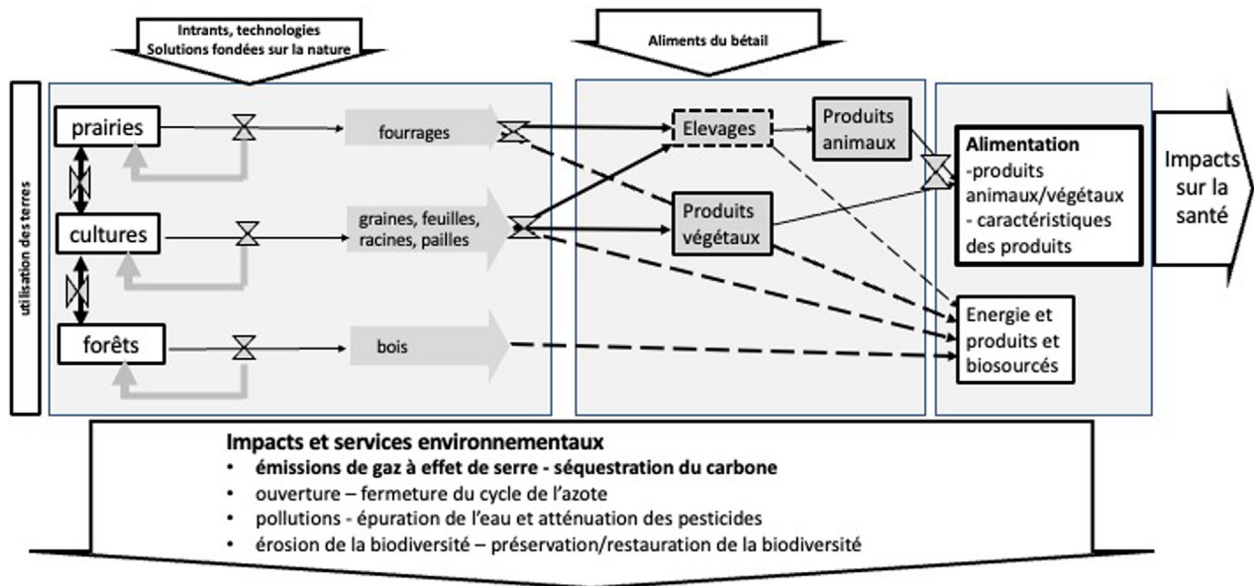 Intrants, technologies
Solutions fondées sur la nature
Aliments du bétail
utilisation des terres
prairies
fourrages
Elevages
Produits
animaux
Alimentation
-produits
animaux/végétaux
- caractéristiques
des produits
Impacts
sur la
santé
cultures
graines, feuilles,
racines, pailles
Produits
végétaux
forêts
bois
Energie et
produits et
biosourcés
Impacts et services environnementaux
• émissions de gaz à effet de serre - séquestration du carbone
• ouverture – fermeture du cycle de l'azote
• pollutions - épuration de l'eau et atténuation des pesticides
• érosion de la biodiversité – préservation/restauration de la biodiversité